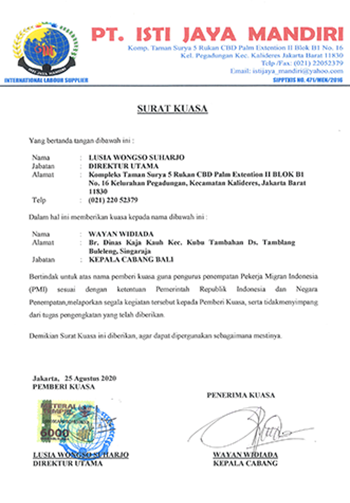 PT. ISTI JAYA MANDIRI
Komp. Taman Surya 5 Rukan CBD Palm Extention II Blok B1 No. 16
Kel. Pegadungan Kec. Kalideres Jakarta Barat 11830
Telp/Fax: (021) 22052379
Email: istijaya_mandiri@yahoo.com
INTERNATIONAL LABOUR SUPPLIER
SIPPTKIS NO. 471/MEK/2016
SURAT KUASA
Yang bertanda tangan dibawah ini :
Nama : LUSIA WONGSO SUHARJO
Jabatan : DIREKTUR UTAMA
Alamat : Kompleks Taman Surya 5 Rukan CBD Palm Extention II BLOK B1
No. 16 Kelurahan Pegadungan, Kecamatan Kalideres, Jakarta Barat
11830
Telp : (021) 220 52379
Dalam hal ini memberikan kuasa kepada nama dibawah ini :
Nama : WAYAN WIDIADA
Alamat : Br. Dinas Kaja Kauh Kec. Kubu Tambahan Ds. Tamblang
Buleleng, Singaraja
Jabatan : KEPALA CABANG BALI
Bertindak untuk atas nama pemberi kuasa guna pengurus penempatan Pekerja Migran Indonesia
(PMI) sesuai dengan ketentuan Pemerintah Republik Indonesia dan Negara
Penempatan,melaporkan segala kegiatan tersebut kepada Pemberi Kuasa, serta tidakmenyimpang
dari tugas pengengkatan yang telah diberikan.
Demikian Surat Kuasa ini diberikan, agar dapat dipergunakan sebagaimana mestinya.
Jakarta, 25 Agustus 2020
PEMBERI KUASA
PENERIMA KUASA
METERAI
TEMPEL
6000
LUSIA WONGSO SUHARJO
DIREKTUR UTAMA
WAYAN WIDIADA
KEPALA CABANG